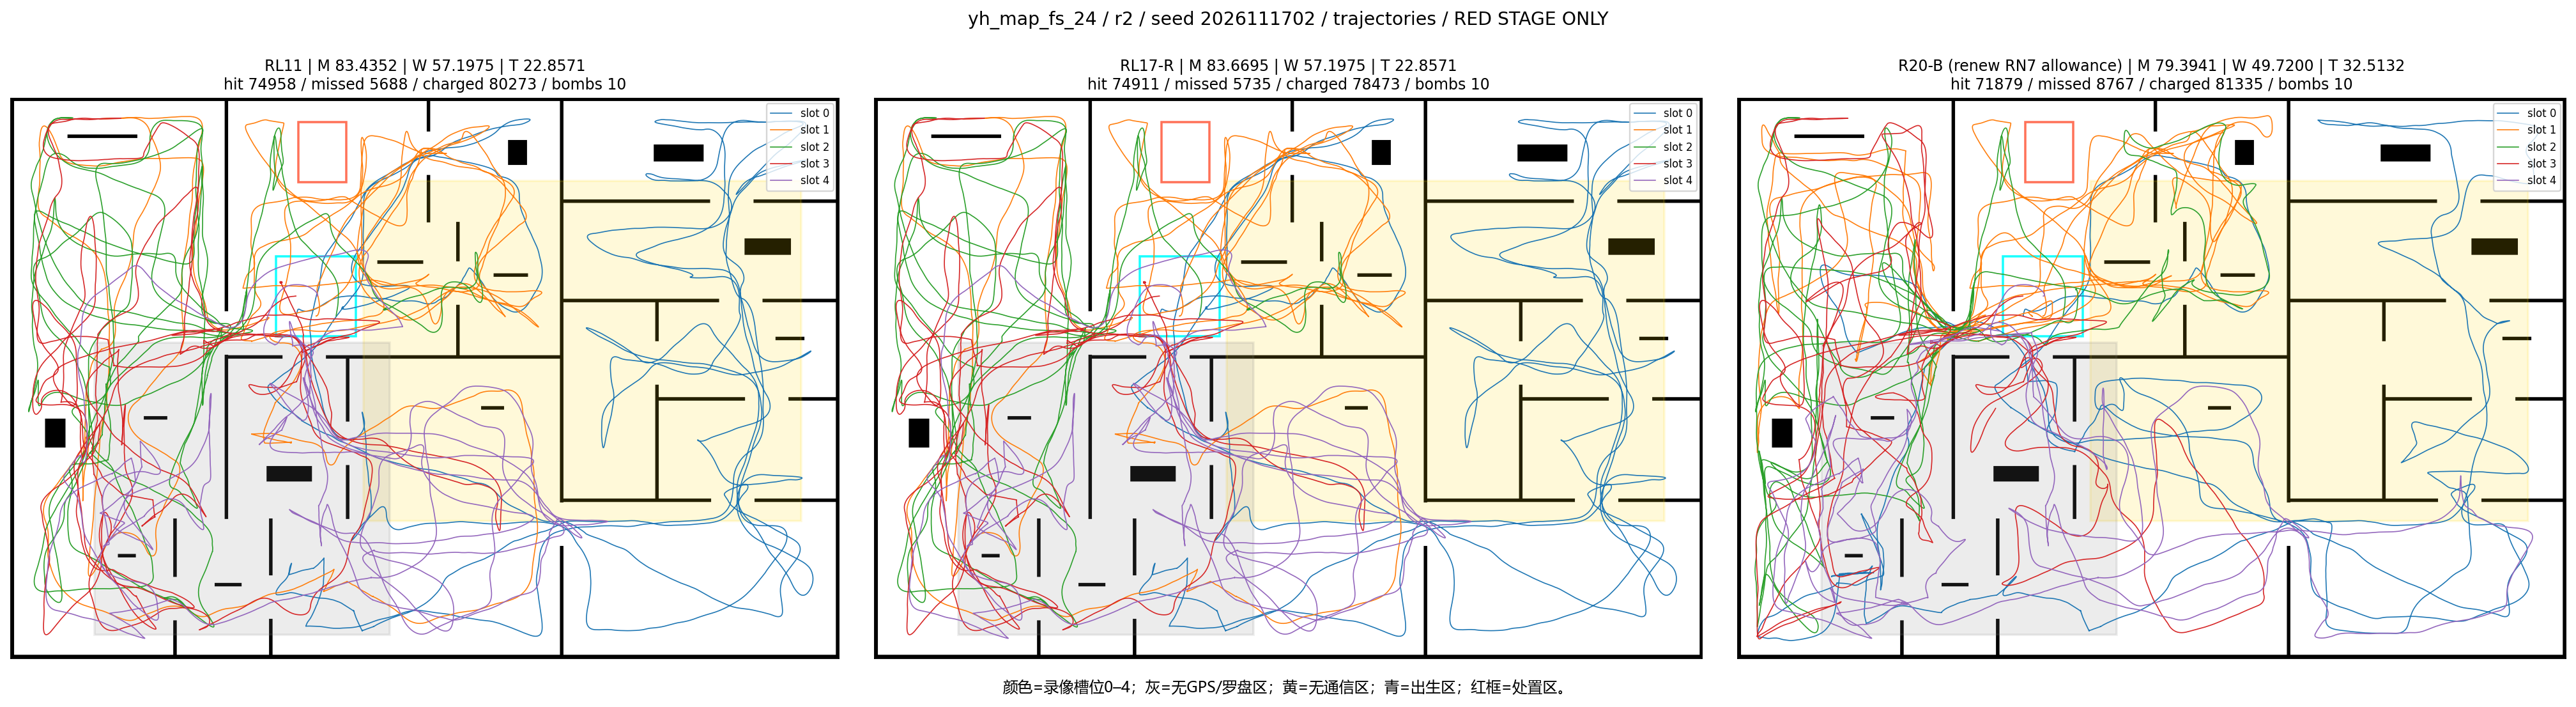 yh_map_fs_24 / r2 / seed 2026111702 / trajectories / RED STAGE ONLY
RL11 | M 83.4352 | W 57.1975 | T 22.8571
hit 74958 / missed 5688 / charged 80273 / bombs 10
slot 0
slot 1
slot 2
slot 3
slot 4
RL17-R | M 83.6695 | W 57.1975 | T 22.8571
hit 74911 / missed 5735 / charged 78473 / bombs 10
slot 0
slot 1
slot 2
slot 3
slot 4
R20-B (renew RN7 allowance) | M 79.3941 | W 49.7200 | T 32.5132
hit 71879 / missed 8767 / charged 81335 / bombs 10
slot 0
slot 1
slot 2
slot 3
slot 4
颜色=录像槽位0–4；灰=无GPS/罗盘区；黄=无通信区；青=出生区；红框=处置区。